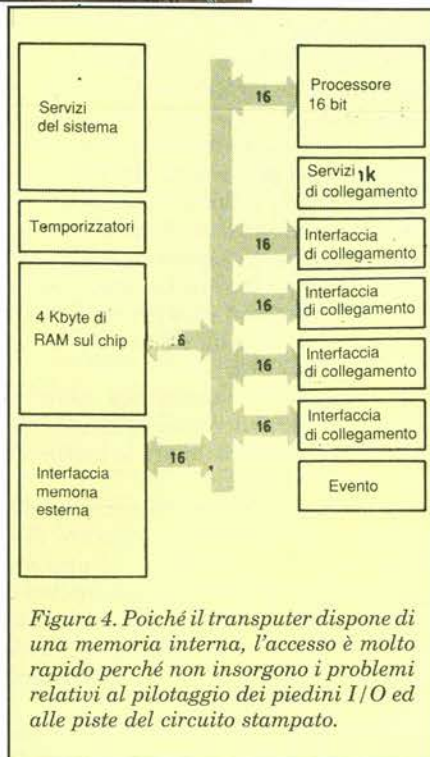 Servizi
del sistema
Temporizzatori
4 Kbyte di
RAM sul chip
Interfaccia
memoria
esterna
16
16
16
16
16
16
6
Processore
16 bit
Servizi
di collegamento
Interfaccia
di collegamento
Interfaccia
di collegamento
Interfaccia
di collegamento
Interfaccia
di collegamento
Evento
Figura 4. Poiché il transputer dispone di
una memoria interna, l'accesso è molto
rapido perché non insorgono i problemi
relativi al pilotaggio dei piedini I/O ed
alle piste del circuito stampato.